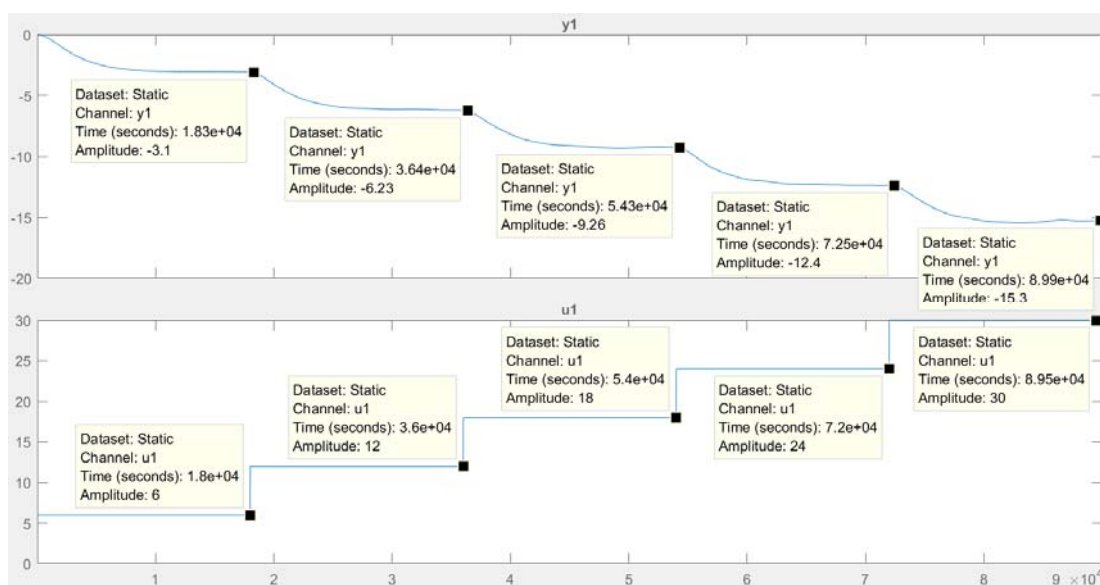 y1
0
-5
-10
-15
-20
Dataset: Static
Channel: y1
Time (seconds): 1.83e+04
Amplitude: -3.1
Dataset: Static
Channel: y1
Time (seconds): 3.64e+04
Amplitude: -6.23
Dataset: Static
Channel: y1
Time (seconds): 5.43e+04
Amplitude: -9.26
Dataset: Static
Channel: y1
Time (seconds): 7.25e+04
Amplitude: -12.4
Dataset: Static
Channel: y1
Time (seconds): 8.99e+04
Amplitude: -15.3
u1
30
25
20
15
10
5
0
Dataset: Static
Channel: u1
Time (seconds): 1.8e+04
Amplitude: 6
Dataset: Static
Channel: u1
Time (seconds): 3.6e+04
Amplitude: 12
Dataset: Static
Channel: u1
Time (seconds): 5.4e+04
Amplitude: 18
Dataset: Static
Channel: u1
Time (seconds): 7.2e+04
Amplitude: 24
Dataset: Static
Channel: u1
Time (seconds): 8.95e+04
Amplitude: 30
1 2 3 4 5 6 7 8 9